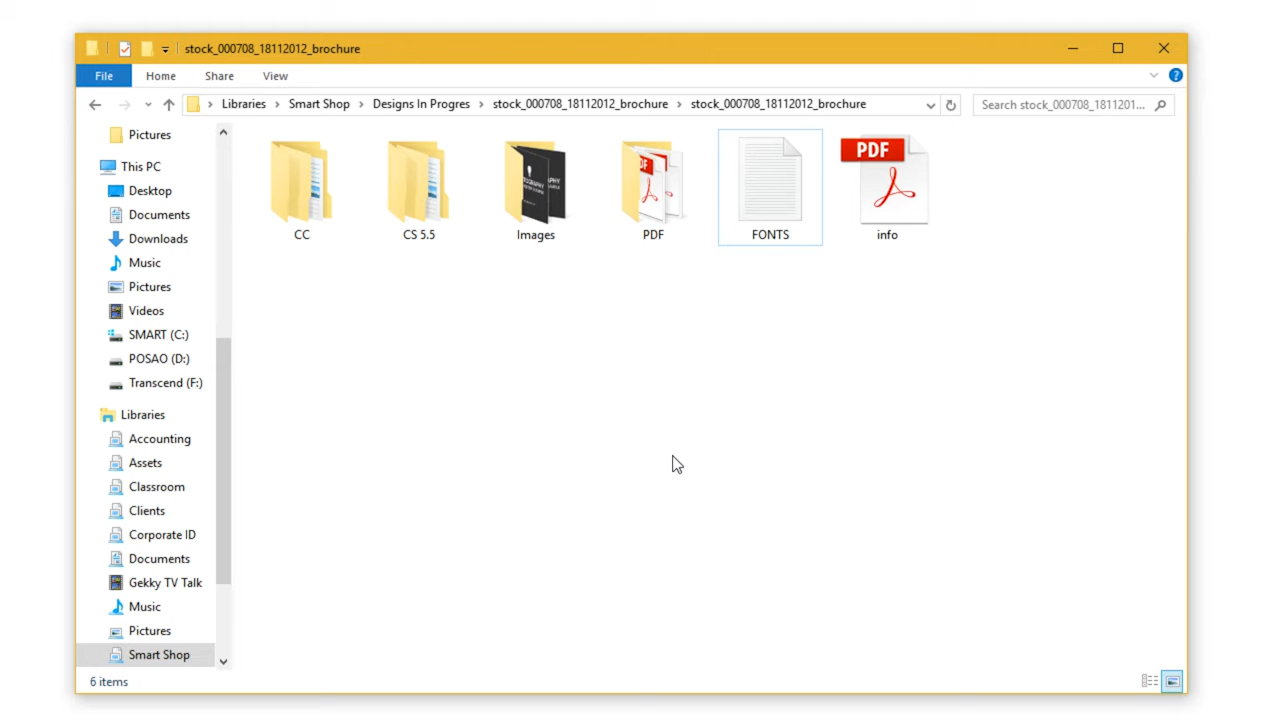 stock_000708_18112012_brochure
File Home Share View
Libraries Smart Shop Designs In Progres stock_000708_18112012_brochure stock_000708_18112012_brochure
Search stock_000708_1811201...
Pictures
This PC
Desktop
Documents
Downloads
Music
Pictures
Videos
SMART (C:)
POSAO (D:)
Transcend (F:)
Libraries
Accounting
Assets
Classroom
Clients
Corporate ID
Documents
Gekky TV Talk
Music
Pictures
Smart Shop
PDF
CC CS 5.5 Images PDF FONTS info
6 items